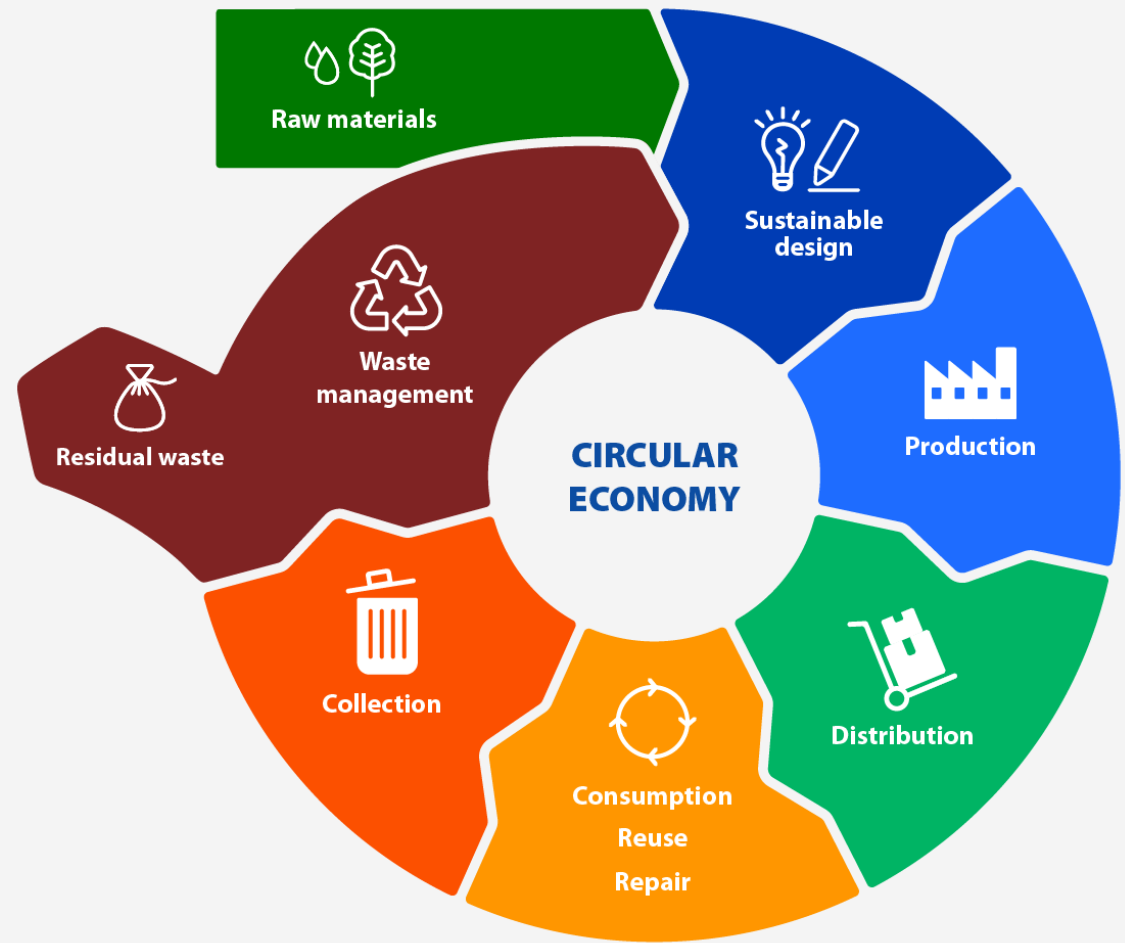 Raw materials
Sustainable
design
Production
Distribution
Consumption
Reuse
Repair
Collection
Waste
management
Residual waste
CIRCULAR
ECONOMY